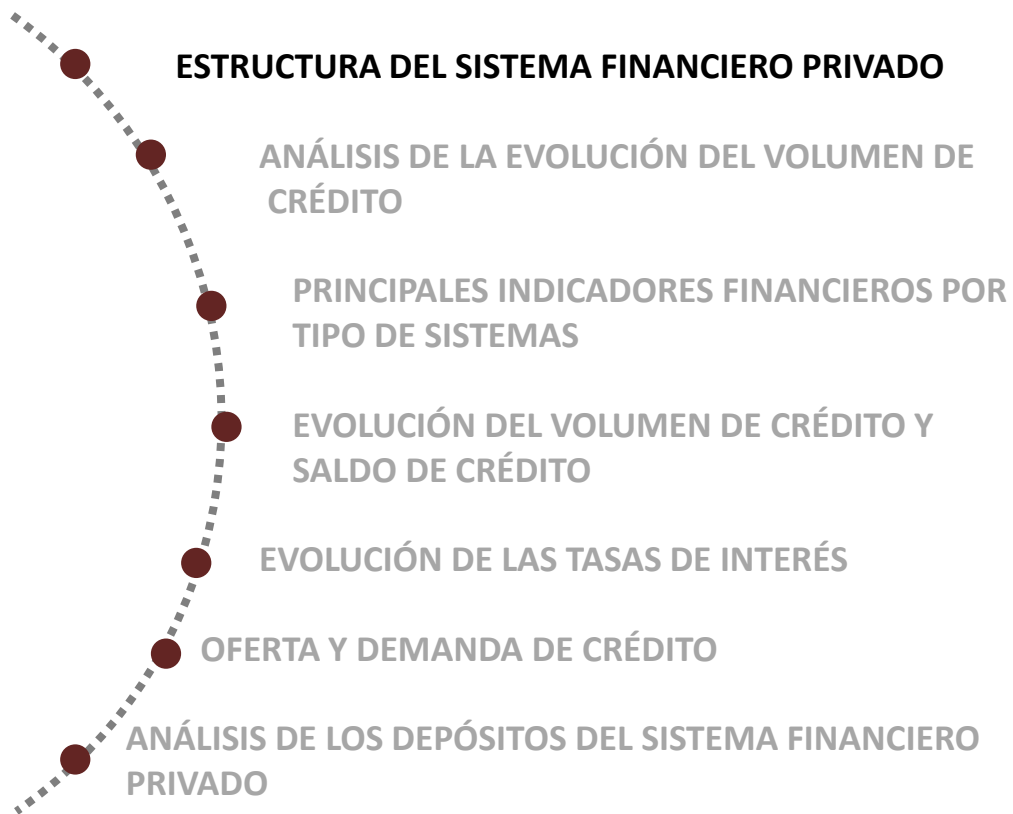 ESTRUCTURA DEL SISTEMA FINANCIERO PRIVADO
ANÁLISIS DE LA EVOLUCIÓN DEL VOLUMEN DE
CRÉDITO
PRINCIPALES INDICADORES FINANCIEROS POR
TIPO DE SISTEMAS
EVOLUCIÓN DEL VOLUMEN DE CRÉDITO Y
SALDO DE CRÉDITO
EVOLUCIÓN DE LAS TASAS DE INTERÉS
OFERTA Y DEMANDA DE CRÉDITO
ANÁLISIS DE LOS DEPÓSITOS DEL SISTEMA FINANCIERO
PRIVADO